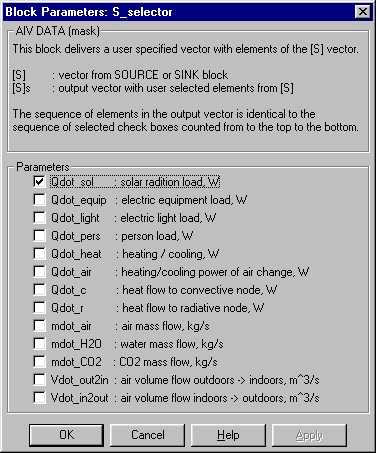 Block Parameters: S_selector
AIV DATA (mask)
This block delivers a user specified vector with elements of the [S] vector.
[S] : vector from SOURCE or SINK block
[S]s : output vector with user selected elements from [S]
The sequence of elements in the output vector is identical to the
sequence of selected check boxes counted from to the top to the bottom.
Parameters
Qdot_sol : solar radition load, W
Qdot_equip : electric equipment load, W
Qdot_light : electric light load, W
Qdot_pers : person load, W
Qdot_heat : heating / cooling, W
Qdot_air : heating/cooling power of air change, W
Qdot_c : heat flow to convective node, W
Qdot_r : heat flow to radiative node, W
mdot_air : air mass flow, kg/s
mdot_H2O : water mass flow, kg/s
mdot_CO2 : CO2 mass flow, kg/s
Vdot_out2in : air volume flow outdoors -> indoors, m^3/s
Vdot_in2out : air volume flow indoors -> outdoors, m^3/s
OK Cancel Help Apply